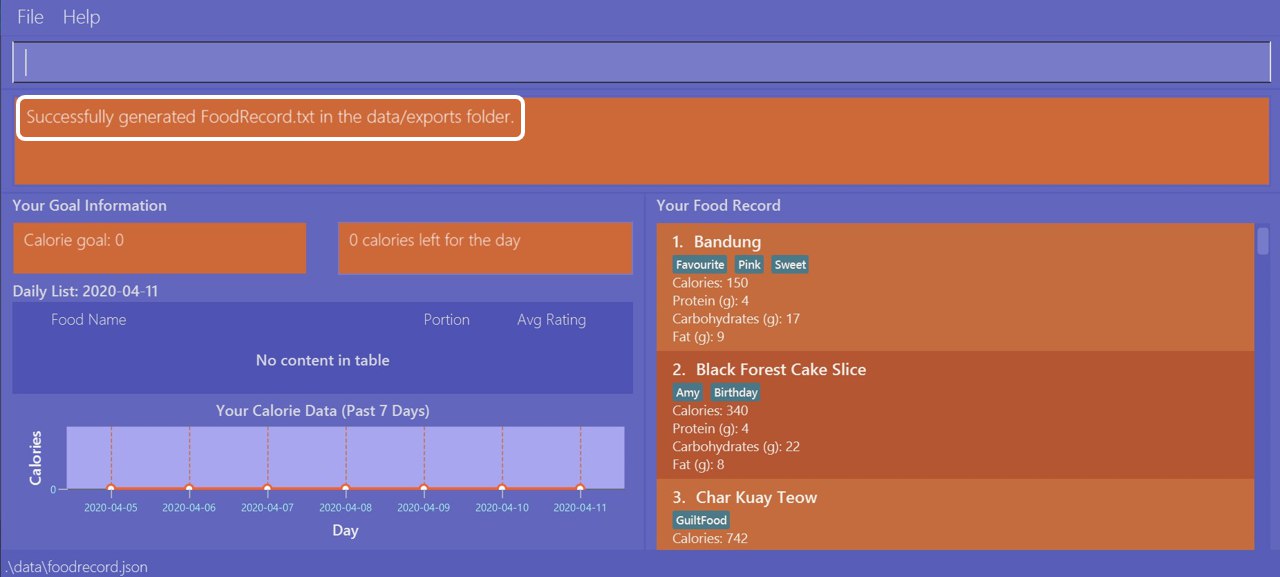 File Help
Successfully generated FoodRecord.txt in the data/exports folder.
Your Goal Information
Calorie goal: 0
0 calories left for the day
Daily List: 2020-04-11
Food Name Portion Avg Rating
No content in table
Your Calorie Data (Past 7 Days)
Calories
0
2020-04-05 2020-04-06 2020-04-07 2020-04-08 2020-04-09 2020-04-10 2020-04-11
Day
Your Food Record
1. Bandung
Favourite Pink Sweet
Calories: 150
Protein (g): 4
Carbohydrates (g): 17
Fat (g): 9
2. Black Forest Cake Slice
Amy Birthday
Calories: 340
Protein (g): 4
Carbohydrates (g): 22
Fat (g): 8
3. Char Kuay Teow
GuiltFood
Calories: 742
.\data\foodrecord.json